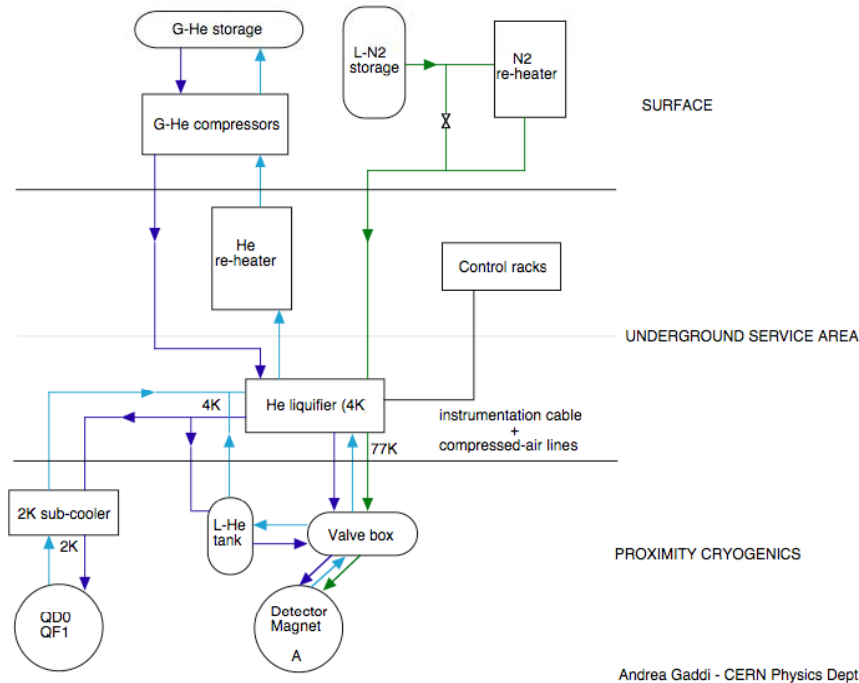 G-He storage
L-N2
storage
N2
re-heater
G-He compressors
SURFACE
He
re-heater
Control racks
UNDERGROUND SERVICE AREA
4K
He liquifier (4K)
instrumentation cable
+
compressed-air lines
77K
2K sub-cooler
2K
L-He
tank
Valve box
PROXIMITY CRYOGENICS
QD0
QF1
Detector
Magnet
A
Andrea Gaddi - CERN Physics Dept